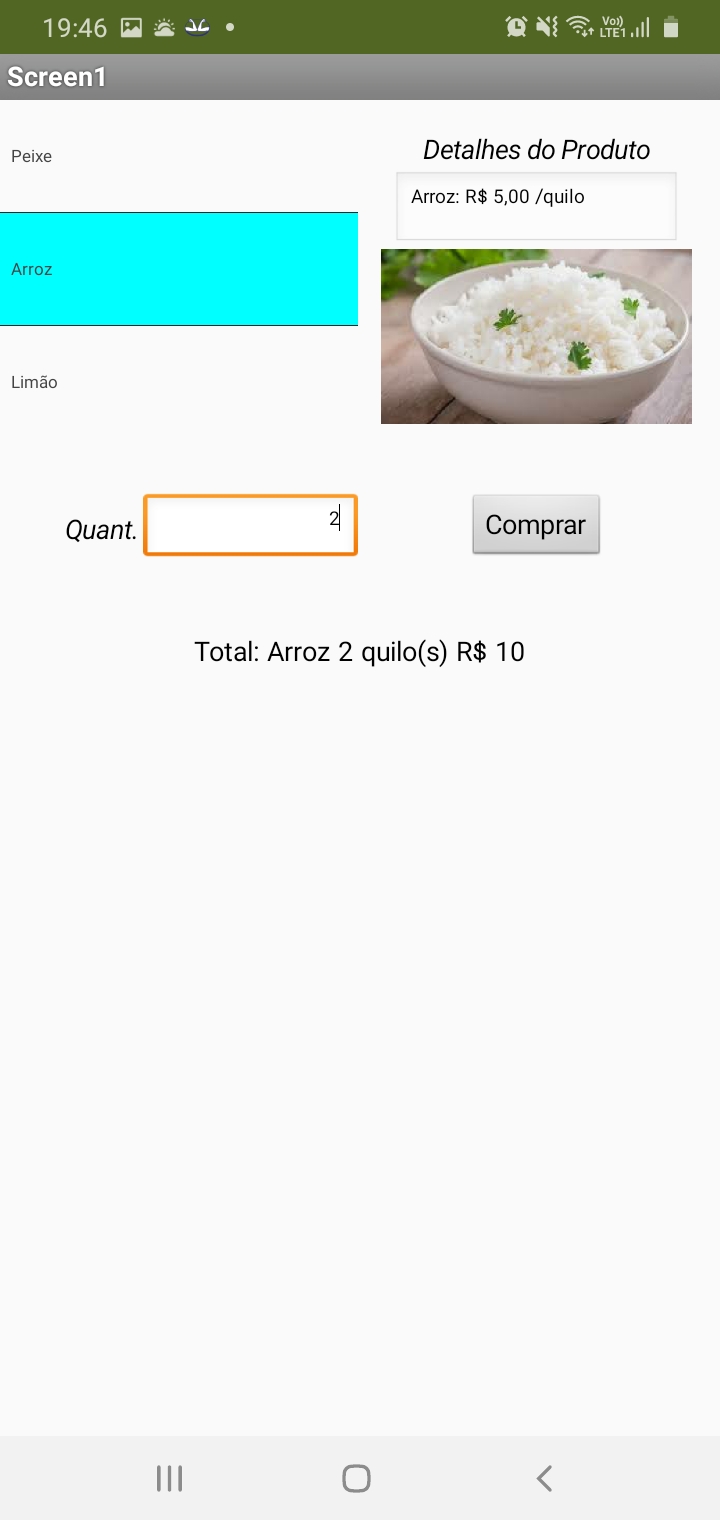 19:46
Vo)) LTE1
Screen1
Peixe
Arroz
Limão
Detalhes do Produto
Arroz: R$ 5,00 /quilo
Quant.
2
Comprar
Total: Arroz 2 quilo(s) R$ 10